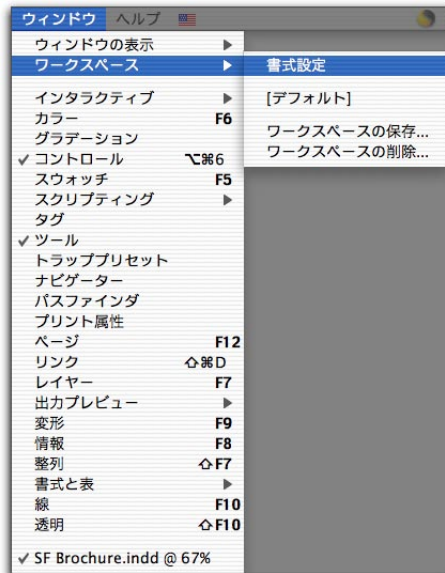 ウィンドウ ヘルプ
ウィンドウの表示 ▶
ワークスペース ▶
書式設定
[デフォルト]
ワークスペースの保存...
ワークスペースの削除...
インタラクティブ ▶
カラー F6
グラデーション
✓ コントロール ⌥⌘6
スウォッチ F5
スクリプティング ▶
タグ
✓ ツール
トラッププリセット
ナビゲーター
パスファインダ
プリント属性
ページ F12
リンク ⇧⌘D
レイヤー F7
出力プレビュー ▶
変形 F9
情報 F8
整列 ⇧F7
書式と表 ▶
線 F10
透明 ⇧F10
✓ SF Brochure.indd @ 67%